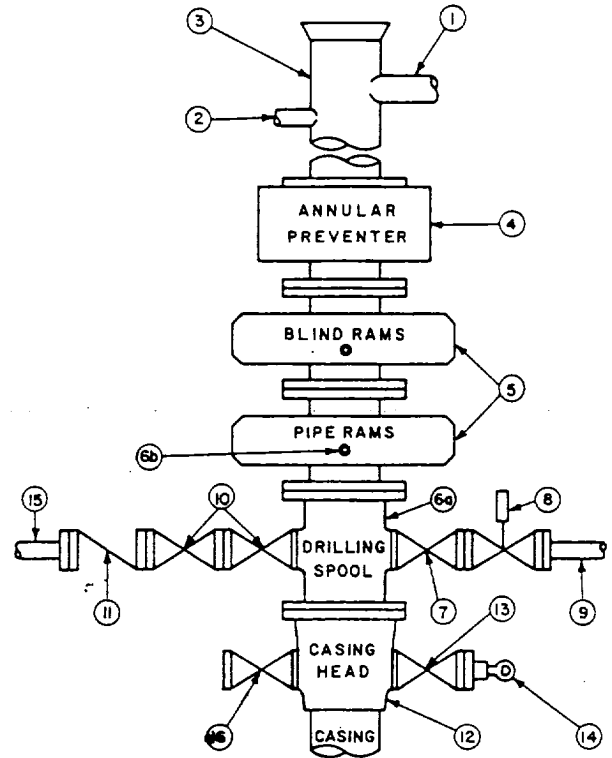 3
1
2
ANNULAR
PREVENTER
4
BLIND RAMS
5
PIPE RAMS
6b
15
10
6a
8
DRILLING
SPOOL
11
7
13
9
CASING
HEAD
16
12
14
CASING